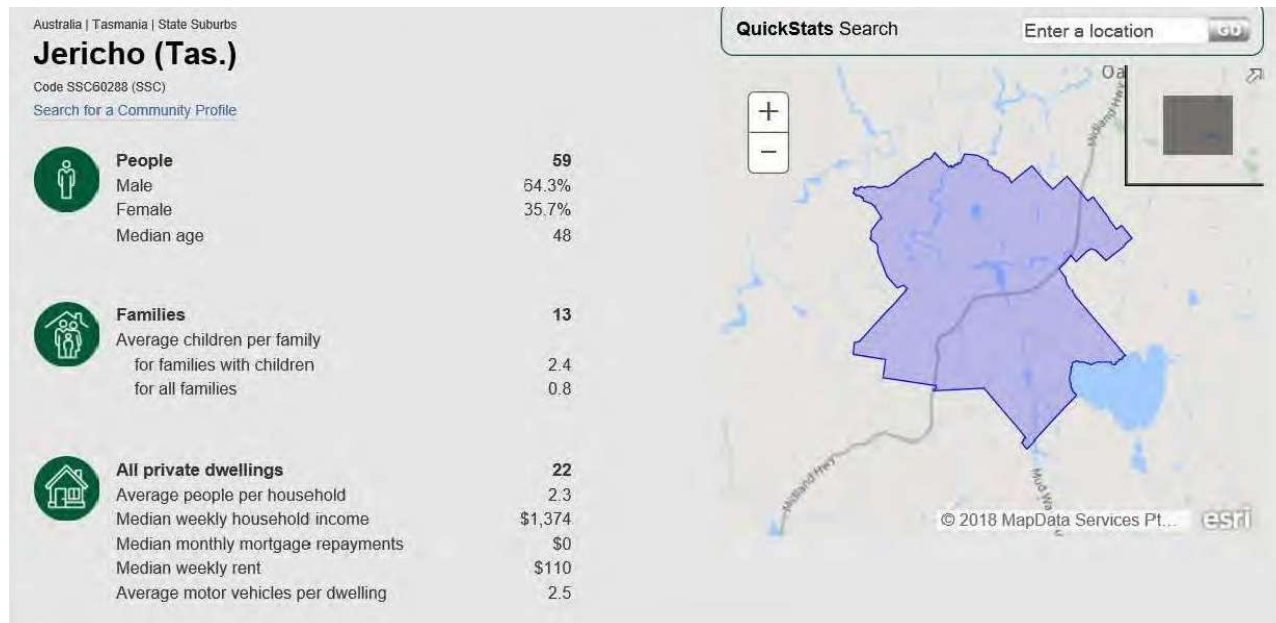 Australia | Tasmania | State Suburbs
Jericho (Tas.)
Code SSC60288 (SSC)
Search for a Community Profile
People 59
Male 64.3%
Female 35.7%
Median age 48
Families 13
Average children per family
for families with children 2.4
for all families 0.8
All private dwellings 22
Average people per household 2.3
Median weekly household income $1,374
Median monthly mortgage repayments $0
Median weekly rent $110
Average motor vehicles per dwelling 2.5
QuickStats Search Enter a location GO
+
−
Oa
Midland Hwy
Midland Hwy
Mud Wa
© 2018 MapData Services Pt... esri